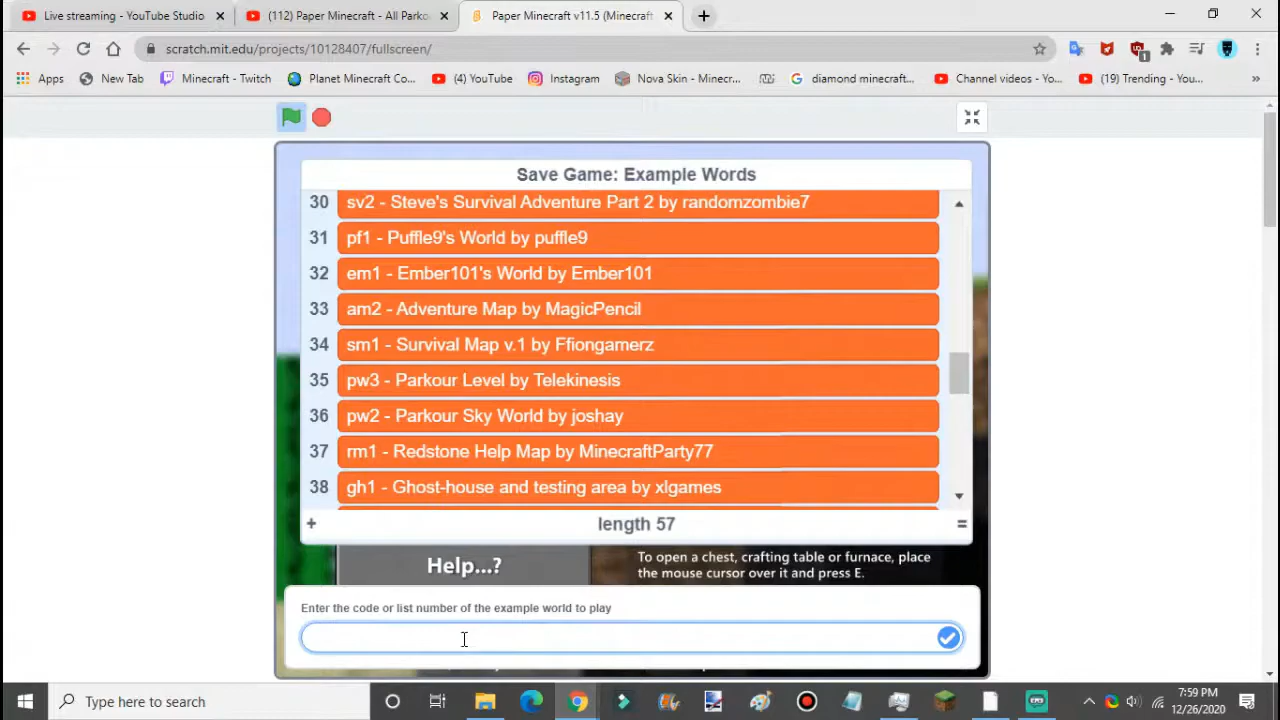 Live streaming - YouTube Studio
(112) Paper Minecraft - All Parko
Paper Minecraft v11.5 (Minecraft
scratch.mit.edu/projects/10128407/fullscreen/
Apps
New Tab
Minecraft - Twitch
Planet Minecraft Co...
(4) YouTube
Instagram
Nova Skin - Minecr...
diamond minecraft...
Channel videos - Yo...
(19) Trending - You...
Save Game: Example Words
30 sv2 - Steve's Survival Adventure Part 2 by randomzombie7
31 pf1 - Puffle9's World by puffle9
32 em1 - Ember101's World by Ember101
33 am2 - Adventure Map by MagicPencil
34 sm1 - Survival Map v.1 by Ffiongamerz
35 pw3 - Parkour Level by Telekinesis
36 pw2 - Parkour Sky World by joshay
37 rm1 - Redstone Help Map by MinecraftParty77
38 gh1 - Ghost-house and testing area by xlgames
+ length 57 =
Help...?
To open a chest, crafting table or furnace, place
the mouse cursor over it and press E.
Enter the code or list number of the example world to play
Type here to search
7:59 PM
12/26/2020